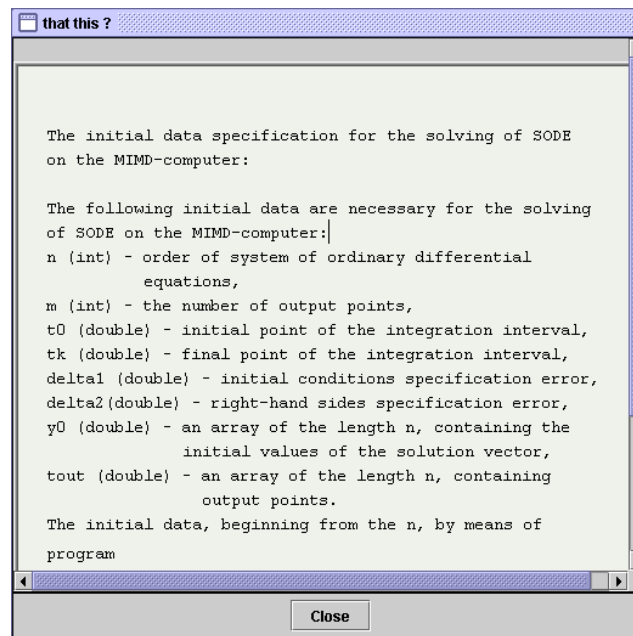 that this ?
The initial data specification for the solving of SODE
on the MIMD-computer:
The following initial data are necessary for the solving
of SODE on the MIMD-computer:
n (int) - order of system of ordinary differential
equations,
m (int) - the number of output points,
t0 (double) - initial point of the integration interval,
tk (double) - final point of the integration interval,
delta1 (double) - initial conditions specification error,
delta2(double) - right-hand sides specification error,
y0 (double) - an array of the length n, containing the
initial values of the solution vector,
tout (double) - an array of the length n, containing
output points.
The initial data, beginning from the n, by means of
program
Close